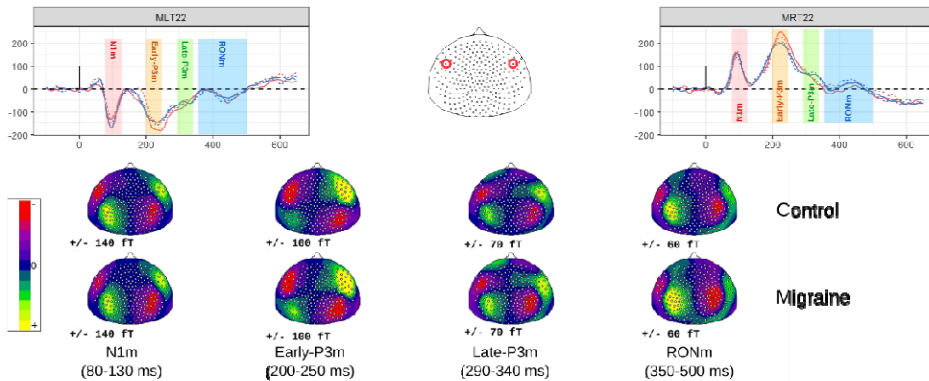 MLT22
MRT22
200
100
0
-100
-200
0
200
400
600
N1m
Early-P3m
Late-P3m
RONm
200
100
0
-100
-200
0
200
400
600
N1m
Early-P3m
Late-P3m
RONm
-
0
+
+/- 140 fT
+/- 100 fT
+/- 70 fT
+/- 60 fT
Control
+/- 140 fT
+/- 100 fT
+/- 70 fT
+/- 60 fT
Migraine
N1m
(80-130 ms)
Early-P3m
(200-250 ms)
Late-P3m
(290-340 ms)
RONm
(350-500 ms)